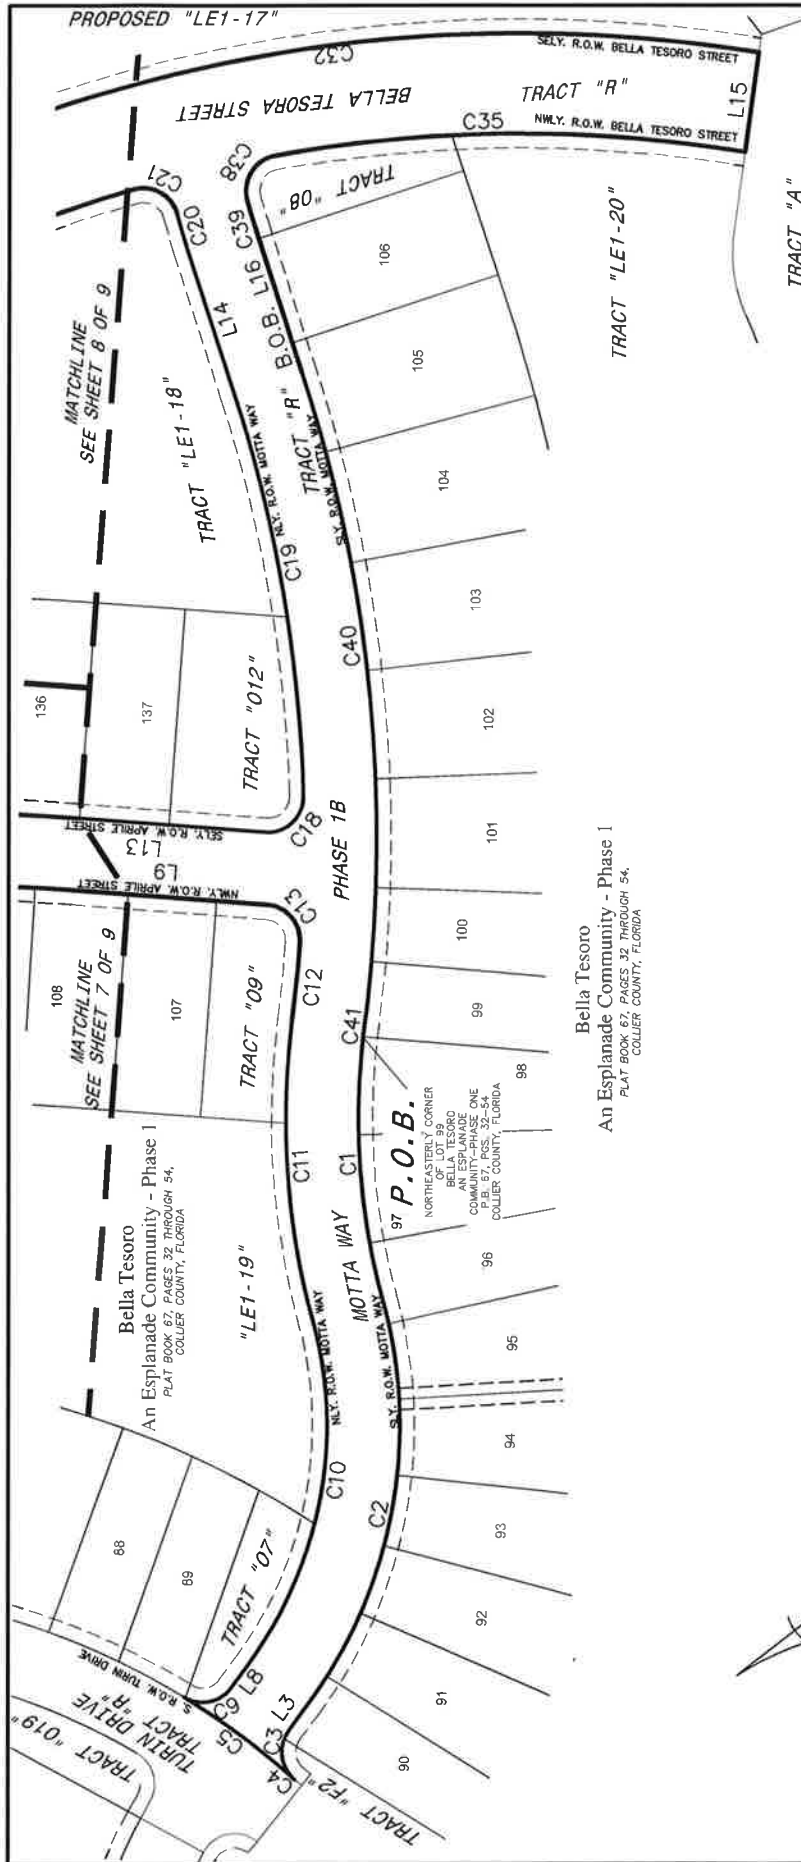 PROPOSED "LE1-17"
MATCHLINE
SEE SHEET 8 OF 9
C32
SELY. R.O.W. BELLA TESORO STREET
BELLA TESORA STREET
TRACT "R"
L15
C35
NWLY. R.O.W. BELLA TESORO STREET
C38
C21
C20
C39
TRACT "08"
L16
L14
B.O.B.
106
TRACT "LE1-20"
TRACT "A"
TRACT "LE1-18"
NLY. R.O.W. MOTTA WAY
TRACT "R"
SLY. R.O.W. MOTTA WAY
105
104
C19
103
C40
136
137
TRACT "012"
102
SELY. R.O.W. APRILE STREET
L13
L9
NWLY. R.O.W. APRILE STREET
C18
PHASE 1B
101
C13
MATCHLINE
SEE SHEET 7 OF 9
108
107
TRACT "09"
C12
100
C41
99
98
Bella Tesoro
An Esplanade Community - Phase 1
PLAT BOOK 67, PAGES 32 THROUGH 54,
COLLIER COUNTY, FLORIDA
P.O.B.
NORTHEASTERLY CORNER
OF LOT 99
BELLA TESORO
AN ESPLANADE
COMMUNITY-PHASE ONE
P.B. 67, PGS. 32-54
COLLIER COUNTY, FLORIDA
C11
C1
97
Bella Tesoro
An Esplanade Community - Phase 1
PLAT BOOK 67, PAGES 32 THROUGH 54,
COLLIER COUNTY, FLORIDA
"LE1-19"
MOTTA WAY
NLY. R.O.W. MOTTA WAY
SLY. R.O.W. MOTTA WAY
96
95
94
C10
C2
93
88
89
TRACT "07"
92
91
90
S. R.O.W. TURIN DRIVE
TURIN DRIVE
TRACT "R"
TRACT "019"
C9
L8
C5
L3
C3
C4
TRACT "F2"